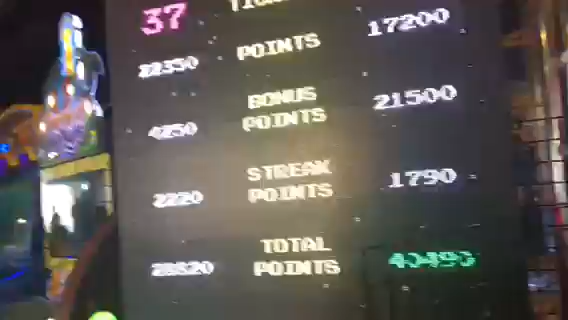 37
22350 POINTS 17200
4250 BONUS POINTS 21500
2220 STREAK POINTS 1790
28820 TOTAL POINTS 40490